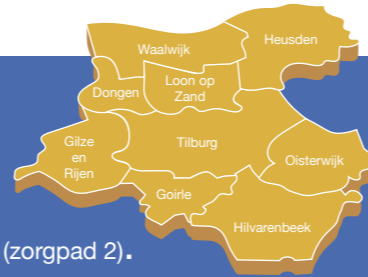 Heusden
Waalwijk
Loon op
Zand
Dongen
Gilze
en
Rijen
Tilburg
Oisterwijk
Goirle
Hilvarenbeek
(zorgpad 2).